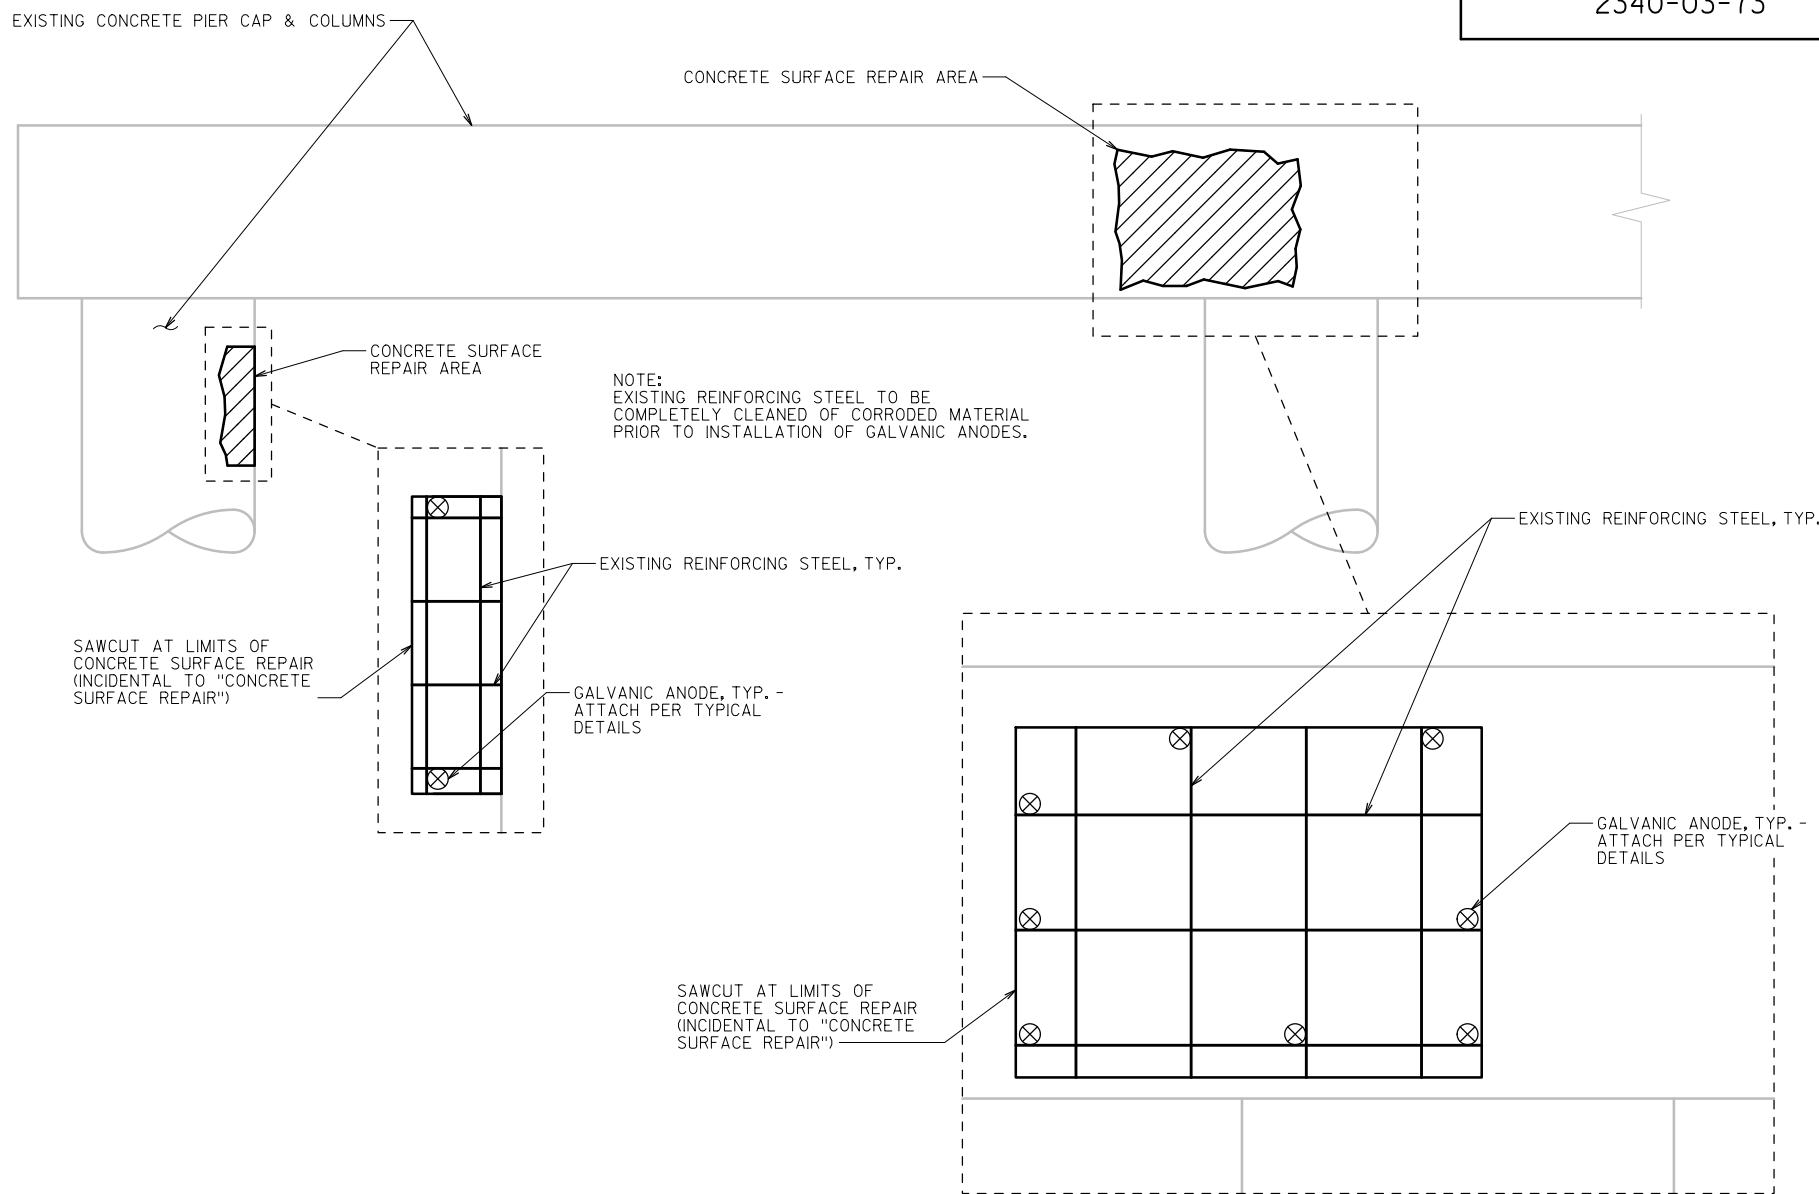 2340-03-73
EXISTING CONCRETE PIER CAP & COLUMNS
CONCRETE SURFACE REPAIR AREA
CONCRETE SURFACE
REPAIR AREA
NOTE:
EXISTING REINFORCING STEEL TO BE
COMPLETELY CLEANED OF CORRODED MATERIAL
PRIOR TO INSTALLATION OF GALVANIC ANODES.
EXISTING REINFORCING STEEL, TYP.
EXISTING REINFORCING STEEL, TYP.
SAWCUT AT LIMITS OF
CONCRETE SURFACE REPAIR
(INCIDENTAL TO "CONCRETE
SURFACE REPAIR")
GALVANIC ANODE, TYP. -
ATTACH PER TYPICAL
DETAILS
GALVANIC ANODE, TYP. -
ATTACH PER TYPICAL
DETAILS
SAWCUT AT LIMITS OF
CONCRETE SURFACE REPAIR
(INCIDENTAL TO "CONCRETE
SURFACE REPAIR")